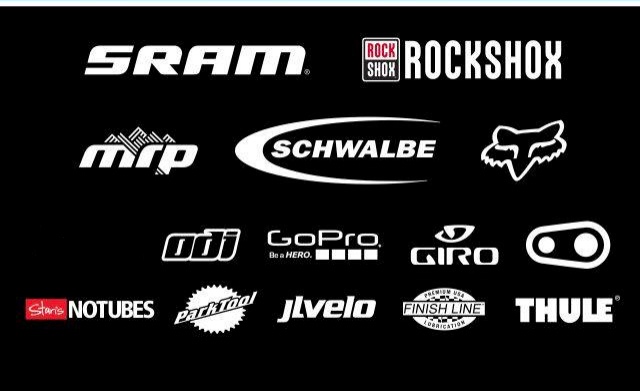 SRAM®
ROCK SHOX ROCKSHOX
mrp
SCHWALBE
odi
GoPro
Be a HERO.
GIRO
Stan's NOTUBES
ParkTool
jlvelo
PREMIUM USA
FINISH LINE
LUBRICATION
THULE®